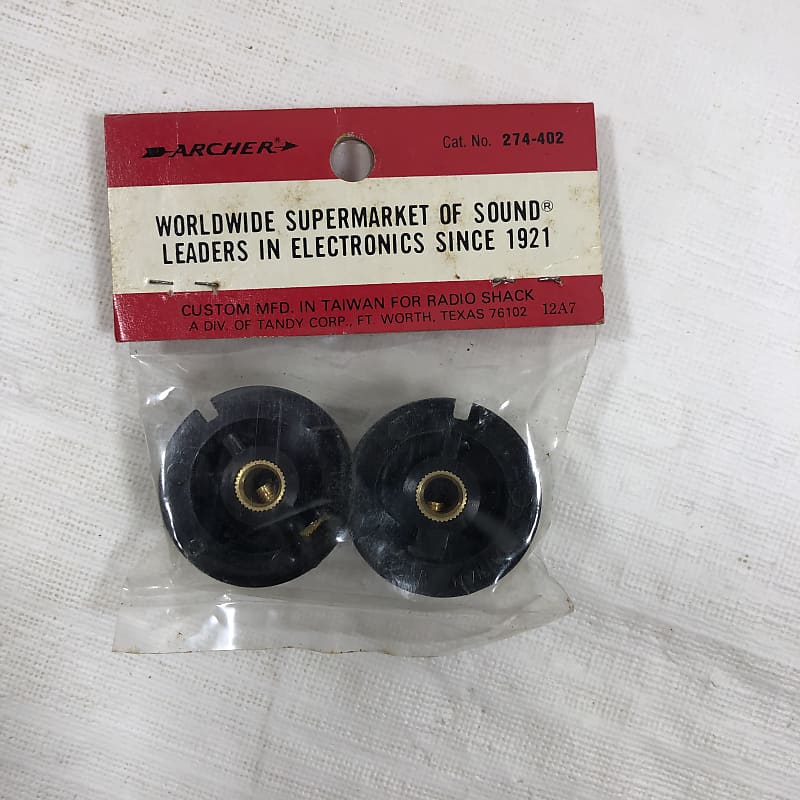 ARCHER®
Cat. No. 274-402
WORLDWIDE SUPERMARKET OF SOUND®
LEADERS IN ELECTRONICS SINCE 1921
CUSTOM MFD. IN TAIWAN FOR RADIO SHACK
A DIV. OF TANDY CORP., FT. WORTH, TEXAS 76102 12A7